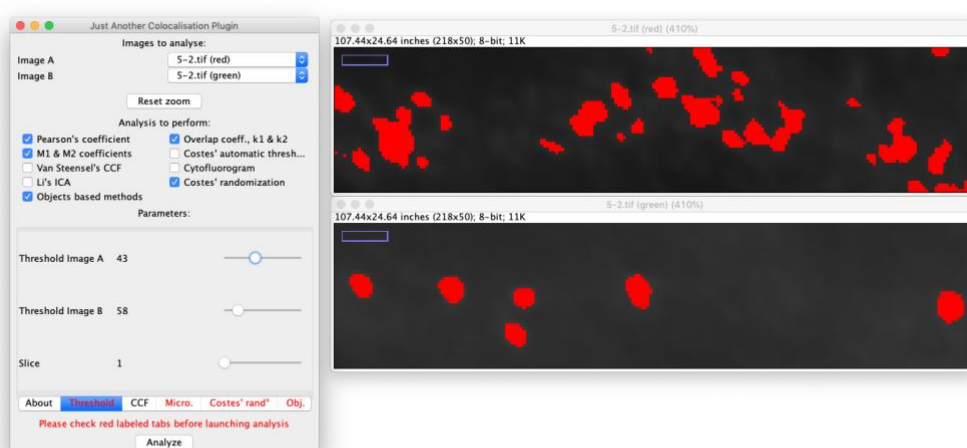 Just Another Colocalisation Plugin
Images to analyse:
Image A 5-2.tif (red)
Image B 5-2.tif (green)
Reset zoom
Analysis to perform:
Pearson's coefficient Overlap coeff., k1 & k2
M1 & M2 coefficients Costes' automatic thresh...
Van Steensel's CCF Cytofluorogram
Li's ICA Costes' randomization
Objects based methods
Parameters:
Threshold Image A 43
Threshold Image B 58
Slice 1
About Threshold CCF Micro. Costes' rand° Obj.
Please check red labeled tabs before launching analysis
Analyze
5-2.tif (red) (410%)
107.44x24.64 inches (218x50); 8-bit; 11K
5-2.tif (green) (410%)
107.44x24.64 inches (218x50); 8-bit; 11K